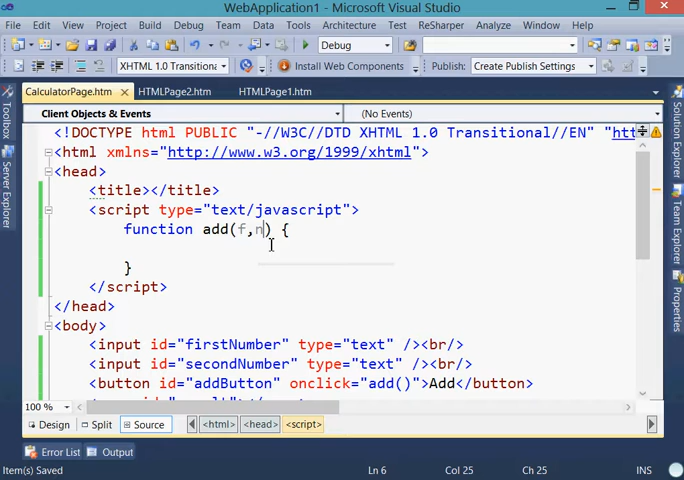 WebApplication1 - Microsoft Visual Studio
File Edit View Project Build Debug Team Data Tools Architecture Test ReSharper Analyze Window Help
Debug
XHTML 1.0 Transitiona Install Web Components Publish: Create Publish Settings
CalculatorPage.htm HTMLPage2.htm HTMLPage1.htm
Client Objects & Events (No Events)
<!DOCTYPE html PUBLIC "-//W3C//DTD XHTML 1.0 Transitional//EN" "htt
<html xmlns="http://www.w3.org/1999/xhtml">
<head>
<title></title>
<script type="text/javascript">
function add(f,n) {
}
</script>
</head>
<body>
<input id="firstNumber" type="text" /><br/>
<input id="secondNumber" type="text" /><br/>
<button id="addButton" onclick="add()">Add</button>
100 %
Design Split Source <html> <head> <script>
Error List Output
Item(s) Saved Ln 6 Col 25 Ch 25 INS
Toolbox
Server Explorer
Solution Explorer
Properties